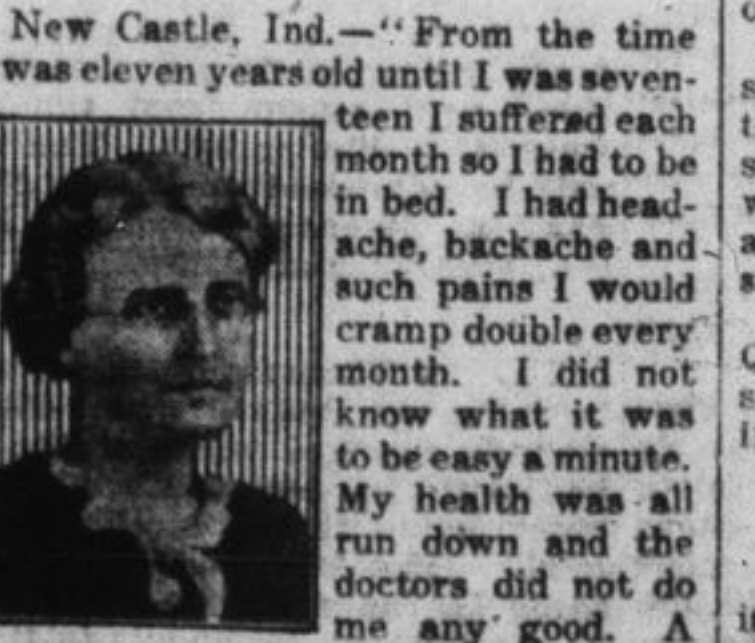 New Castle, Ind.—"From the time
was eleven years old until I was seven-
teen I suffered each
month so I had to be
in bed. I had head-
ache, backache and
such pains I would
cramp double every
month. I did not
know what it was
to be easy a minute.
My health was all
run down and the
doctors did not do
me any good. A